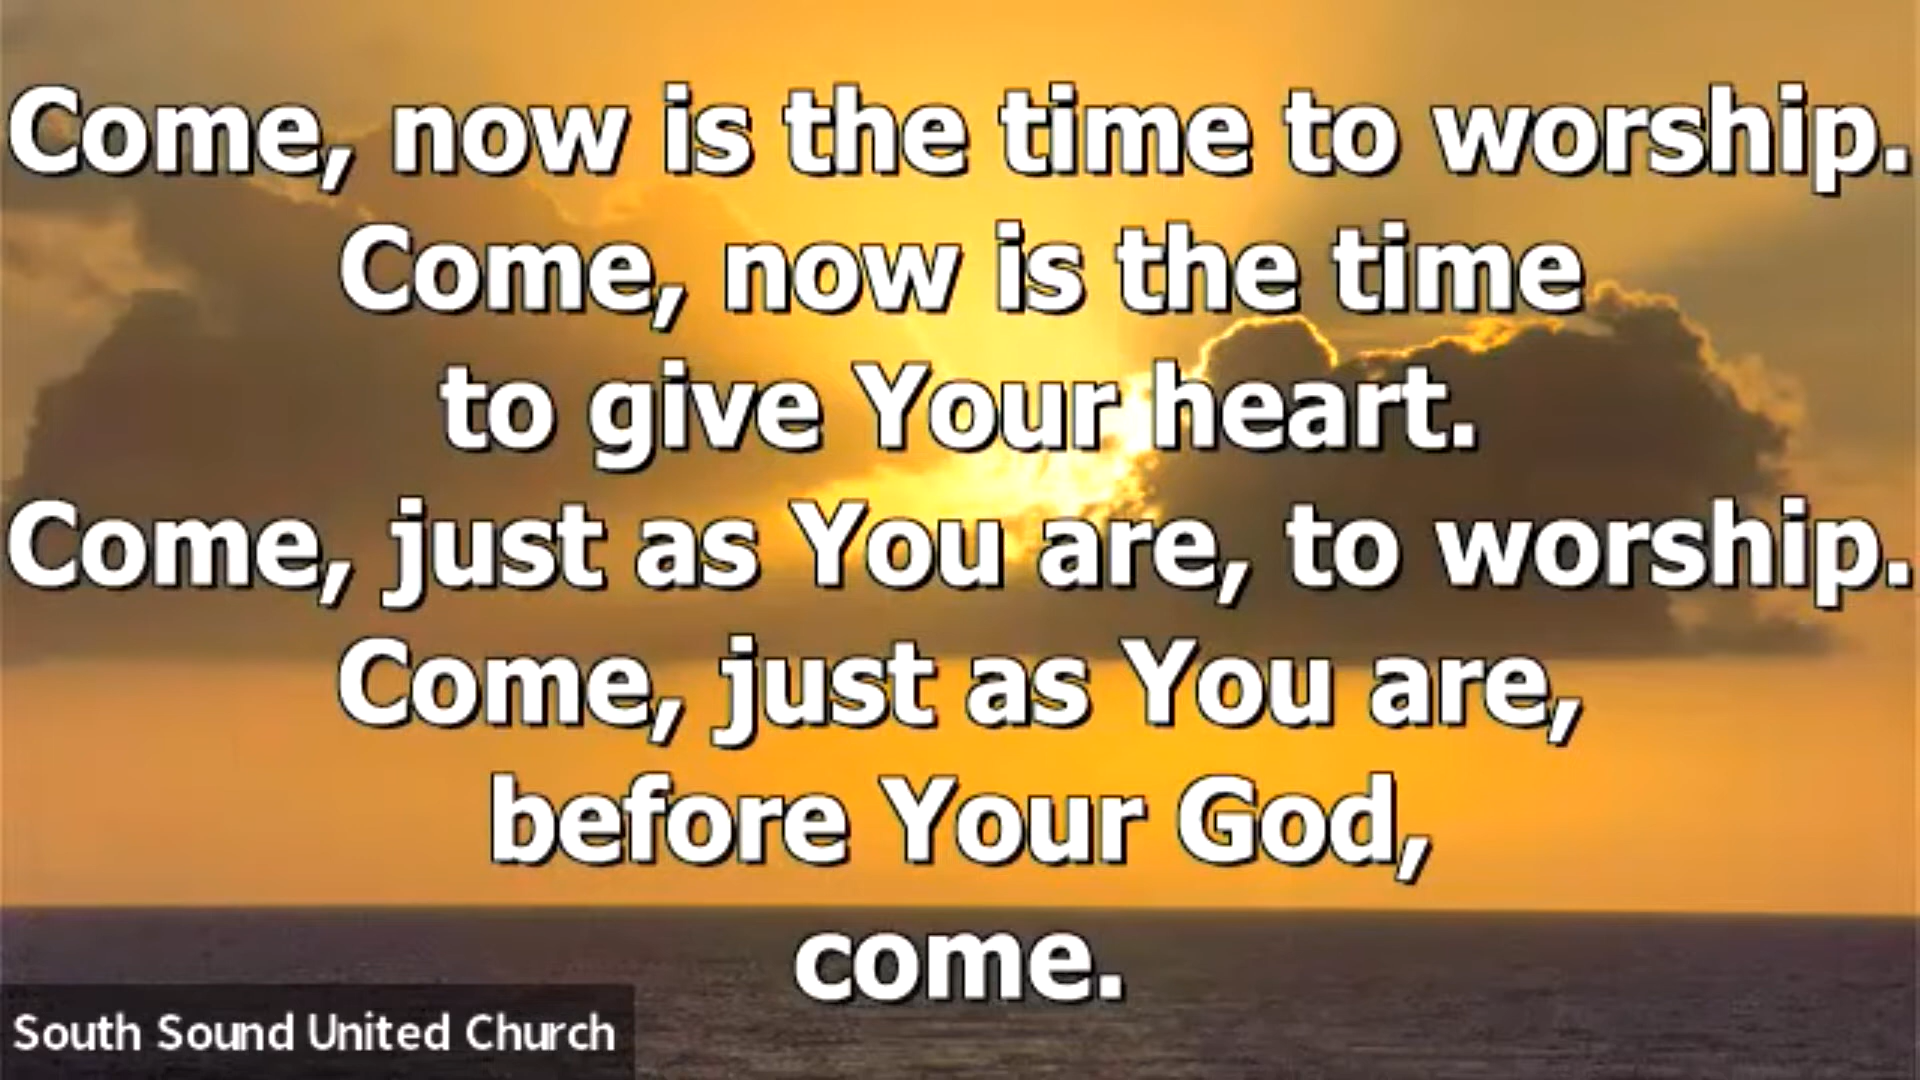 Come, now is the time to worship.
Come, now is the time
to give Your heart.
Come, just as You are, to worship.
Come, just as You are,
before Your God,
come.
South Sound United Church